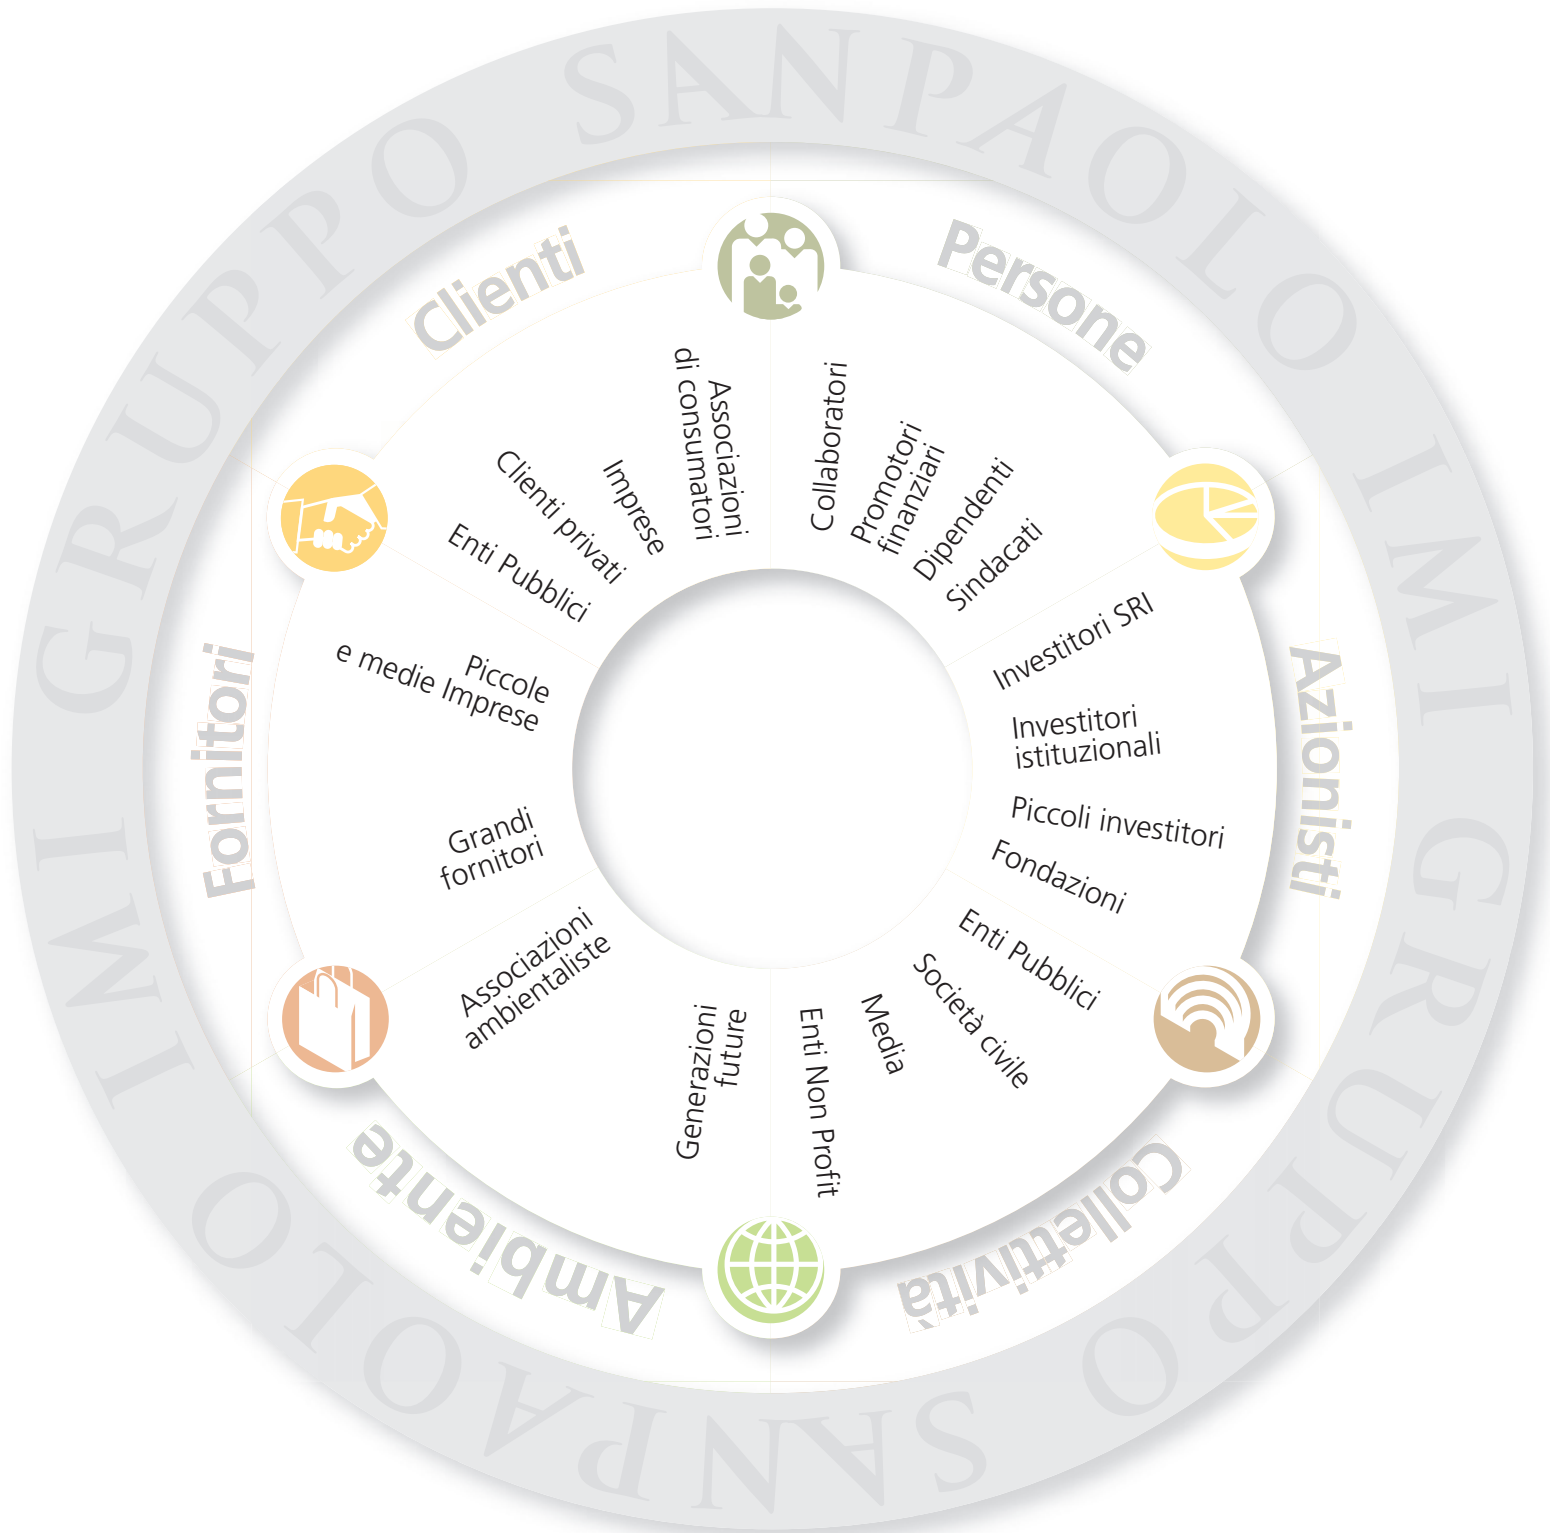 GRUPPO SANPAOLO IMI GRUPPO SANPAOLO IMI
Persone
Collaboratori
Promotori
finanziari
Dipendenti
Sindacati
Azionisti
Investitori SRI
Investitori
istituzionali
Piccoli investitori
Fondazioni
Collettività
Enti Pubblici
Società civile
Media
Enti Non Profit
Ambiente
Generazioni
future
Associazioni
ambientaliste
Fornitori
Grandi
fornitori
Piccole
e medie Imprese
Clienti
Enti Pubblici
Clienti privati
Imprese
Associazioni
di consumatori